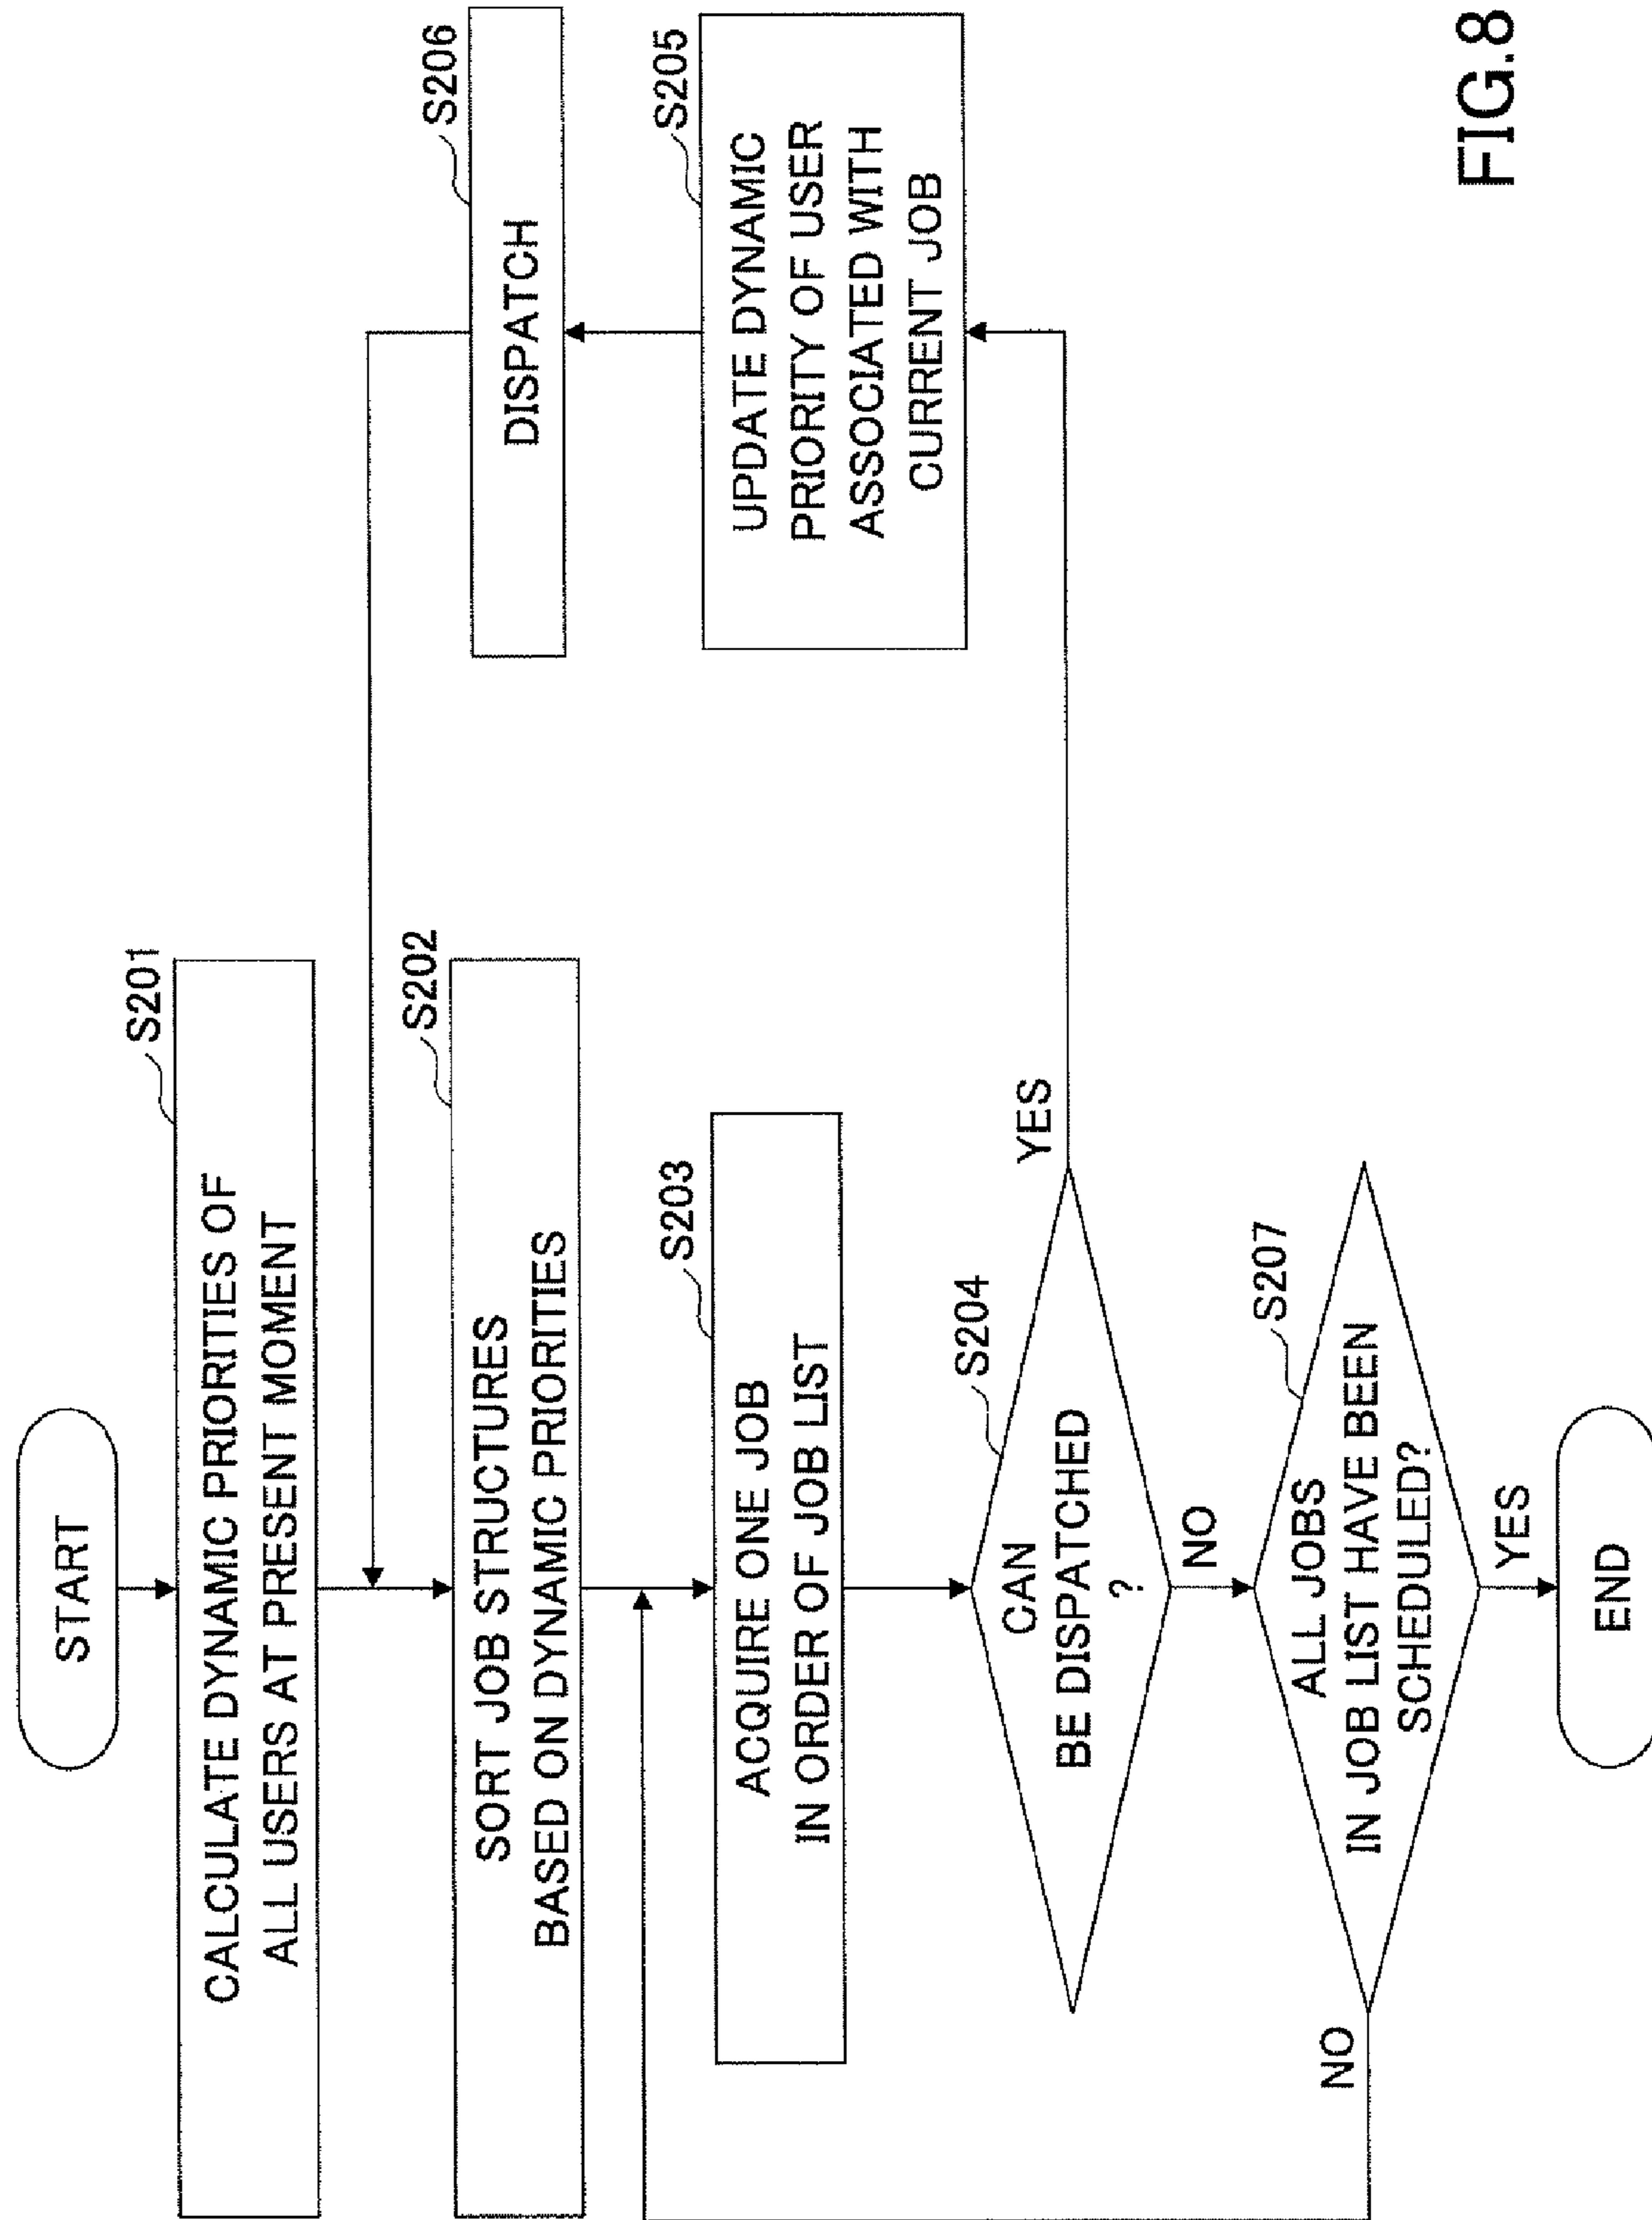 START
S201
CALCULATE DYNAMIC PRIORITIES OF
ALL USERS AT PRESENT MOMENT
S202
SORT JOB STRUCTURES
BASED ON DYNAMIC PRIORITIES
S203
ACQUIRE ONE JOB
IN ORDER OF JOB LIST
S204
CAN
BE DISPATCHED
?
YES
NO
S205
UPDATE DYNAMIC
PRIORITY OF USER
ASSOCIATED WITH
CURRENT JOB
S206
DISPATCH
S207
ALL JOBS
IN JOB LIST HAVE BEEN
SCHEDULED?
NO
YES
END
FIG.8